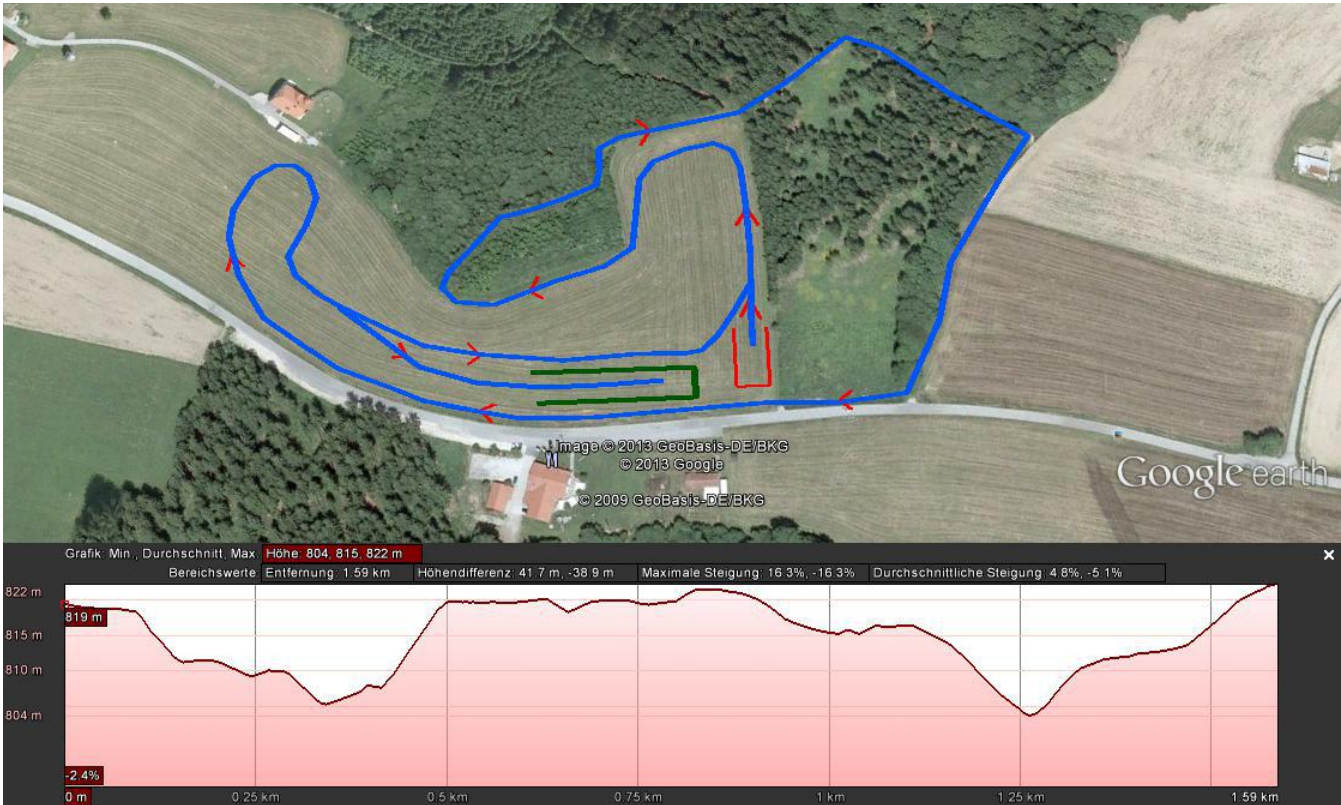 Image © 2013 GeoBasis-DE/BKG
© 2013 Google
© 2009 GeoBasis-DE/BKG
Google earth
Grafik: Min., Durchschnitt, Max. Höhe: 804, 815, 822 m
Bereichswerte: Entfernung: 1.59 km Höhendifferenz: 41.7 m, -38.9 m Maximale Steigung: 16.3%, -16.3% Durchschnittliche Steigung: 4.8%, -5.1%
822 m
819 m
815 m
810 m
804 m
-2.4%
0 m 0.25 km 0.5 km 0.75 km 1 km 1.25 km 1.59 km